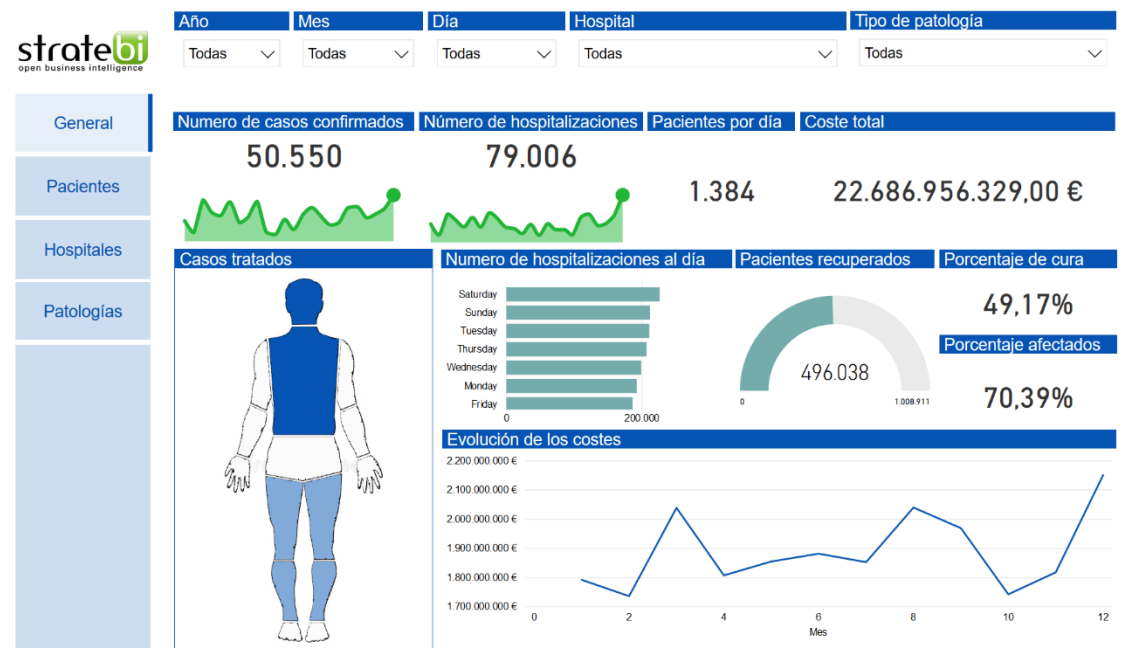 stratebi
open business intelligence
Año
Mes
Día
Hospital
Tipo de patología
Todas
Todas
Todas
Todas
Todas
General
Pacientes
Hospitales
Patologías
Numero de casos confirmados
Número de hospitalizaciones
Pacientes por día
Coste total
50.550
79.006
1.384
22.686.956.329,00 €
Casos tratados
Numero de hospitalizaciones al día
Saturday
Sunday
Tuesday
Thursday
Wednesday
Monday
Friday
0
200.000
Pacientes recuperados
496.038
0
1.008.911
Porcentaje de cura
49,17%
Porcentaje afectados
70,39%
Evolución de los costes
2.200.000.000 €
2.100.000.000 €
2.000.000.000 €
1.900.000.000 €
1.800.000.000 €
1.700.000.000 €
0
2
4
6
8
10
12
Mes